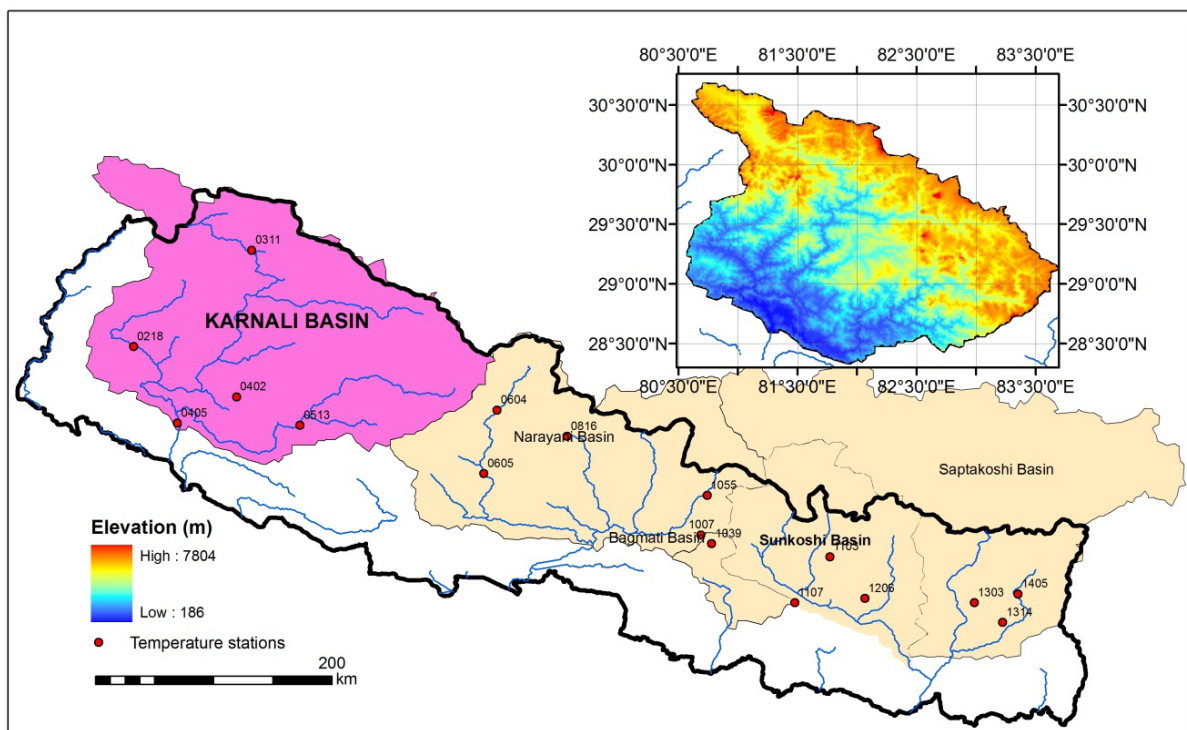 80°30'0"E 81°30'0"E 82°30'0"E 83°30'0"E
30°30'0"N 30°30'0"N
30°0'0"N 30°0'0"N
29°30'0"N 29°30'0"N
29°0'0"N 29°0'0"N
28°30'0"N 28°30'0"N
80°30'0"E 81°30'0"E 82°30'0"E 83°30'0"E
0311
KARNALI BASIN
0218
0402
0405
0513
0604
0816
Narayani Basin
0605
Saptakoshi Basin
1055
1007
Bagmati Basin
1039
Sunkoshi Basin
1103
1107
1206
1303
1405
1314
Elevation (m)
High : 7804
Low : 186
Temperature stations
200
km